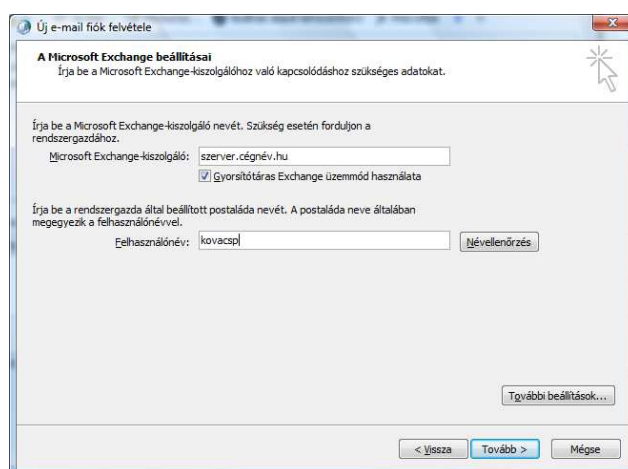 Új e-mail fiók felvétele
A Microsoft Exchange beállításai
Írja be a Microsoft Exchange-kiszolgálóhoz való kapcsolódáshoz szükséges adatokat.
Írja be a Microsoft Exchange-kiszolgáló nevét. Szükség esetén forduljon a
rendszergazdához.
Microsoft Exchange-kiszolgáló: szerver.cégnév.hu
Gyorsítótáras Exchange üzemmód használata
Írja be a rendszergazda által beállított postaláda nevét. A postaláda neve általában
megegyezik a felhasználónévvel.
Felhasználónév: kovacsp Névellenőrzés
További beállítások...
< Vissza Tovább > Mégse